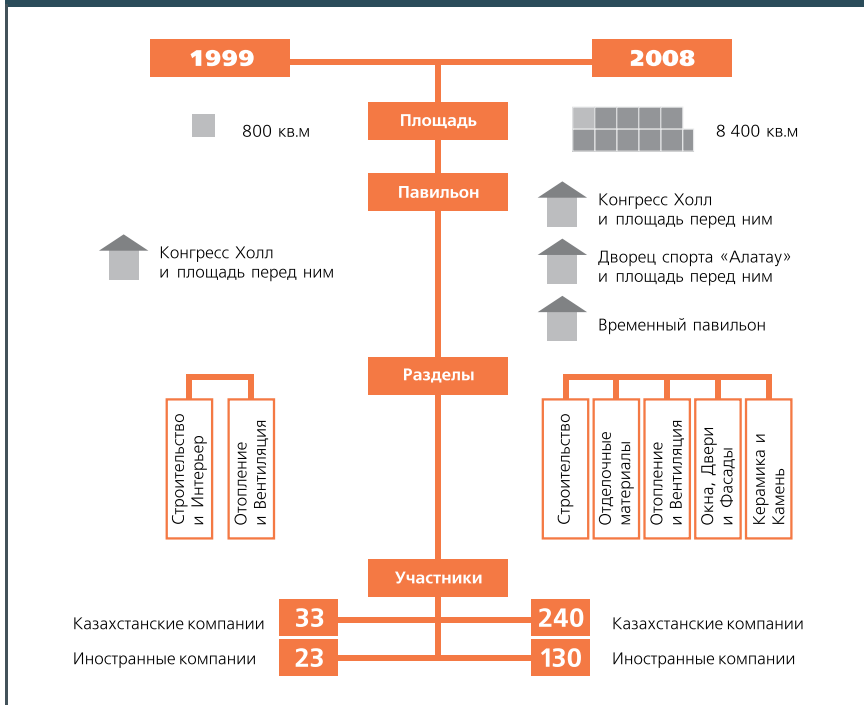 1999
2008
Площадь
800 кв.м
8 400 кв.м
Павильон
Конгресс Холл
и площадь перед ним
Конгресс Холл
и площадь перед ним
Дворец спорта «Алатау»
и площадь перед ним
Временный павильон
Разделы
Строительство
и Интерьер
Отопление
и Вентиляция
Строительство
Отделочные
материалы
Отопление
и Вентиляция
Окна, Двери
и Фасады
Керамика и
Камень
Участники
Казахстанские компании
33
240
Казахстанские компании
Иностранные компании
23
130
Иностранные компании